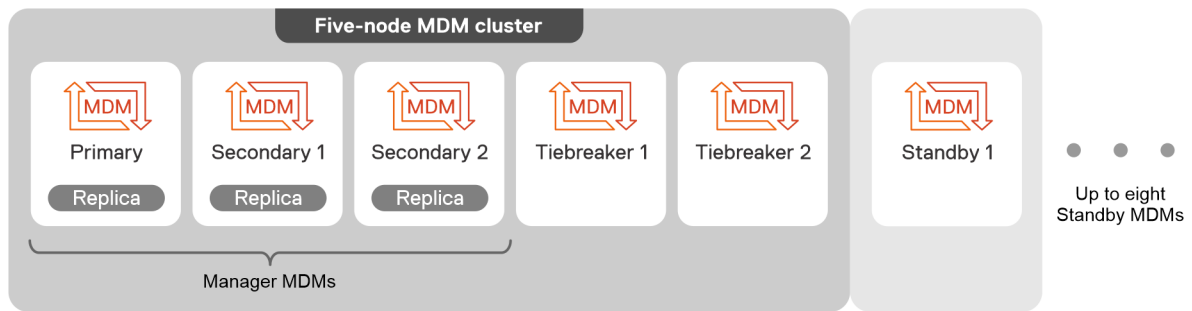 Five-node MDM cluster
MDM
Primary
Replica
MDM
Secondary 1
Replica
MDM
Secondary 2
Replica
MDM
Tiebreaker 1
MDM
Tiebreaker 2
Manager MDMs
MDM
Standby 1
Up to eight
Standby MDMs